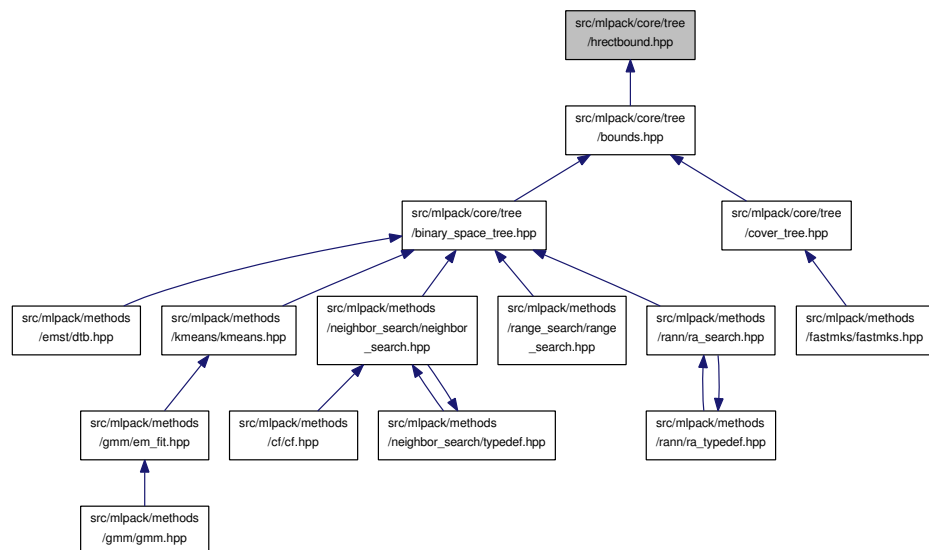 src/mlpack/core/tree
/hrectbound.hpp
src/mlpack/core/tree
/bounds.hpp
src/mlpack/core/tree
/binary_space_tree.hpp
src/mlpack/core/tree
/cover_tree.hpp
src/mlpack/methods
/emst/dtb.hpp
src/mlpack/methods
/kmeans/kmeans.hpp
src/mlpack/methods
/neighbor_search/neighbor
_search.hpp
src/mlpack/methods
/range_search/range
_search.hpp
src/mlpack/methods
/rann/ra_search.hpp
src/mlpack/methods
/fastmks/fastmks.hpp
src/mlpack/methods
/gmm/em_fit.hpp
src/mlpack/methods
/cf/cf.hpp
src/mlpack/methods
/neighbor_search/typedef.hpp
src/mlpack/methods
/rann/ra_typedef.hpp
src/mlpack/methods
/gmm/gmm.hpp